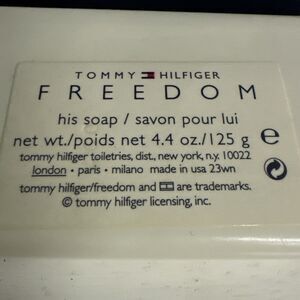 TOMMY HILFIGER
FREEDOM
his soap / savon pour lui
net wt./poids net 4.4 oz./125 g ℮
tommy hilfiger toiletries, dist., new york, n.y. 10022
london • paris • milano made in usa 23wn
tommy hilfiger/freedom and are trademarks.
© tommy hilfiger licensing, inc.